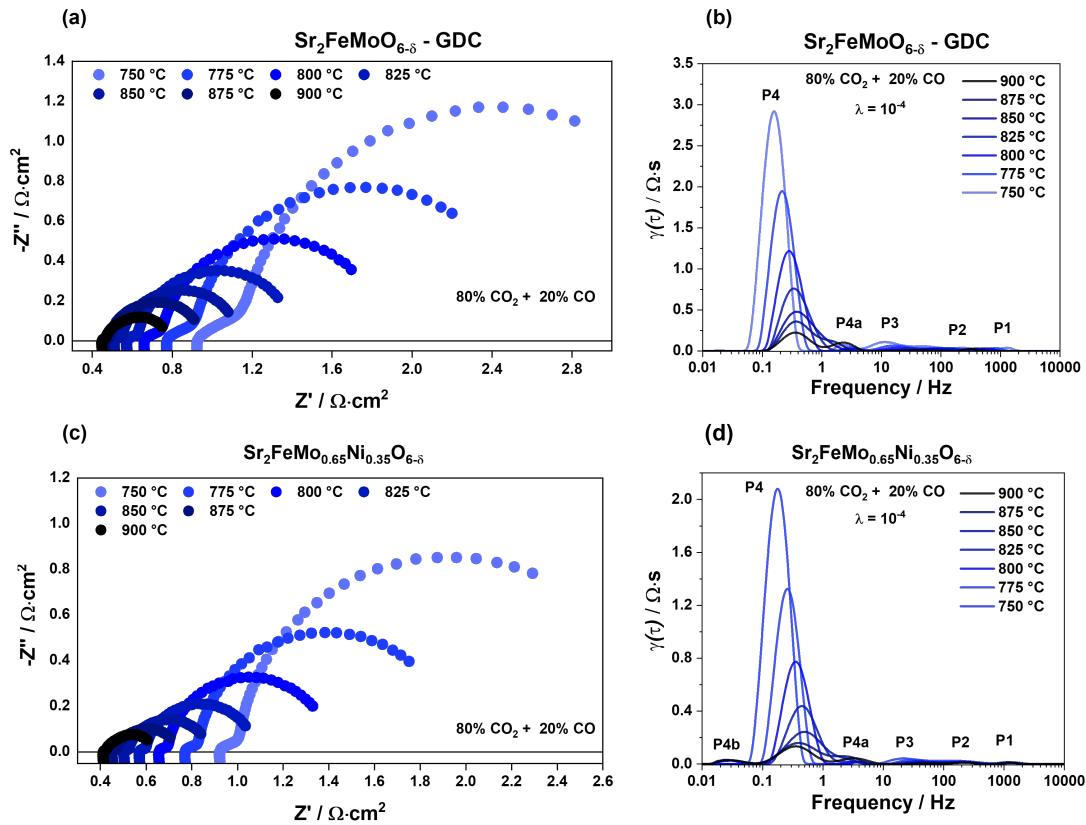 (a)
Sr₂FeMoO₆₋δ - GDC
750 °C 775 °C 800 °C 825 °C
850 °C 875 °C 900 °C
1.4
1.2
1.0
0.8
0.6
0.4
0.2
0.0
-Z'' / Ω·cm²
80% CO₂ + 20% CO
0.4 0.8 1.2 1.6 2.0 2.4 2.8
Z' / Ω·cm²
(b)
Sr₂FeMoO₆₋δ - GDC
80% CO₂ + 20% CO
λ = 10⁻⁴
900 °C
875 °C
850 °C
825 °C
800 °C
775 °C
750 °C
P4
P4a
P3
P2
P1
3.5
3.0
2.5
2.0
1.5
1.0
0.5
0.0
γ(τ) / Ω·s
0.01 0.1 1 10 100 1000 10000
Frequency / Hz
(c)
Sr₂FeMo₀.₆₅Ni₀.₃₅O₆₋δ
750 °C 775 °C 800 °C 825 °C
850 °C 875 °C
900 °C
1.2
1.0
0.8
0.6
0.4
0.2
0.0
-Z'' / Ω·cm²
80% CO₂ + 20% CO
0.4 0.6 0.8 1.0 1.2 1.4 1.6 1.8 2.0 2.2 2.4 2.6
Z' / Ω·cm²
(d)
Sr₂FeMo₀.₆₅Ni₀.₃₅O₆₋δ
80% CO₂ + 20% CO
λ = 10⁻⁴
900 °C
875 °C
850 °C
825 °C
800 °C
775 °C
750 °C
P4
P4b
P4a
P3
P2
P1
2.0
1.6
1.2
0.8
0.4
0.0
γ(τ) / Ω·s
0.01 0.1 1 10 100 1000 10000
Frequency / Hz